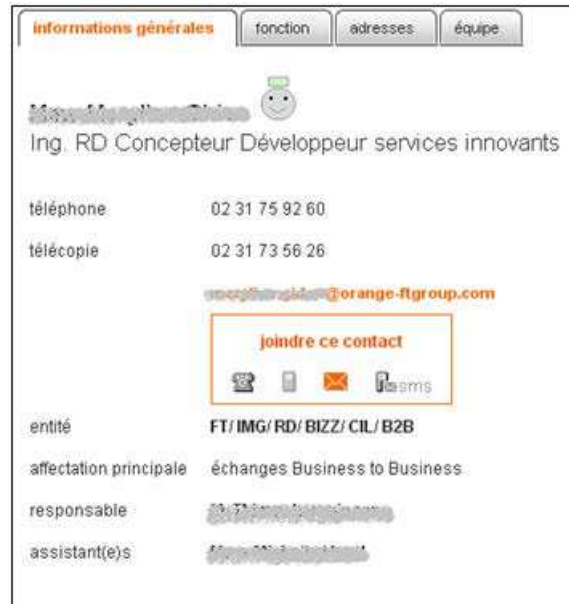 informations générales
fonction
adresses
équipe
Ing. RD Concepteur Développeur services innovants
téléphone 02 31 75 92 60
télécopie 02 31 73 56 26
@orange-ftgroup.com
joindre ce contact
sms
entité FT/ IMG/ RD/ BIZZ/ CIL/ B2B
affectation principale échanges Business to Business
responsable
assistant(e)s